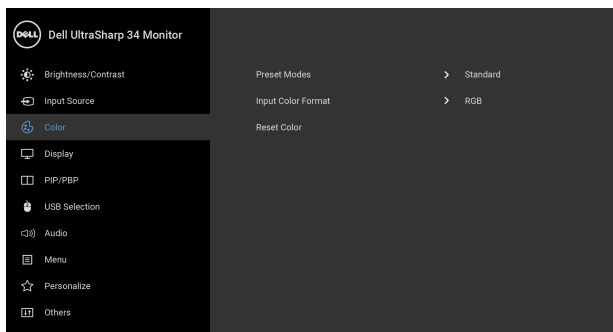 DELL Dell UltraSharp 34 Monitor
Brightness/Contrast
Input Source
Color
Display
PIP/PBP
USB Selection
Audio
Menu
Personalize
Others
Preset Modes > Standard
Input Color Format > RGB
Reset Color